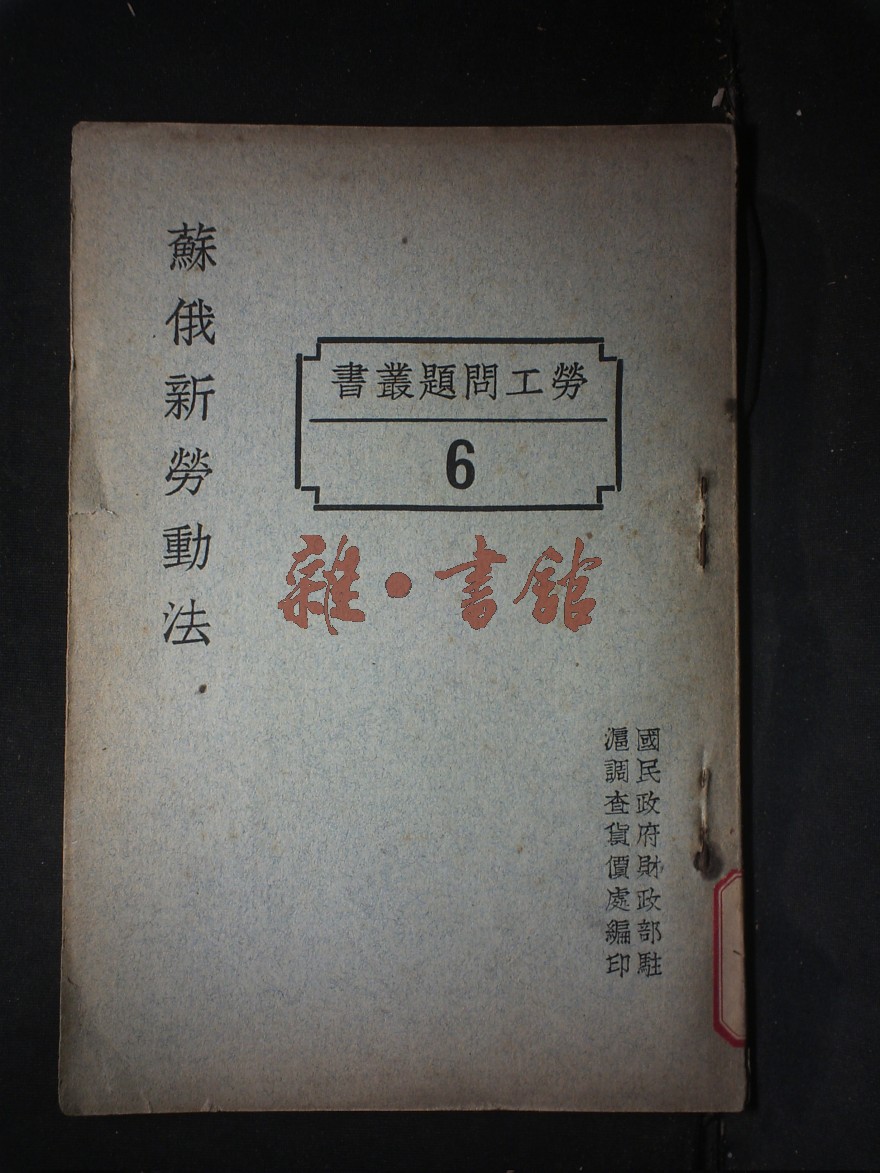 蘇俄新勞動法
勞工問題叢書
6
雜·書館
國民政府財政部駐
滬調查貨價處編印